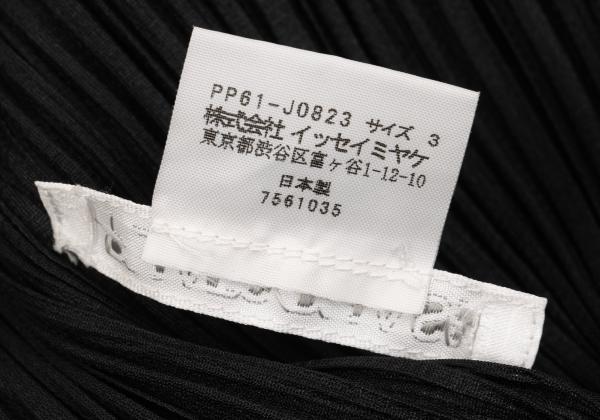 PP61-J0823 サイズ 3
株式会社 イッセイミヤケ
東京都渋谷区富ヶ谷1-12-10
日本製
7561035